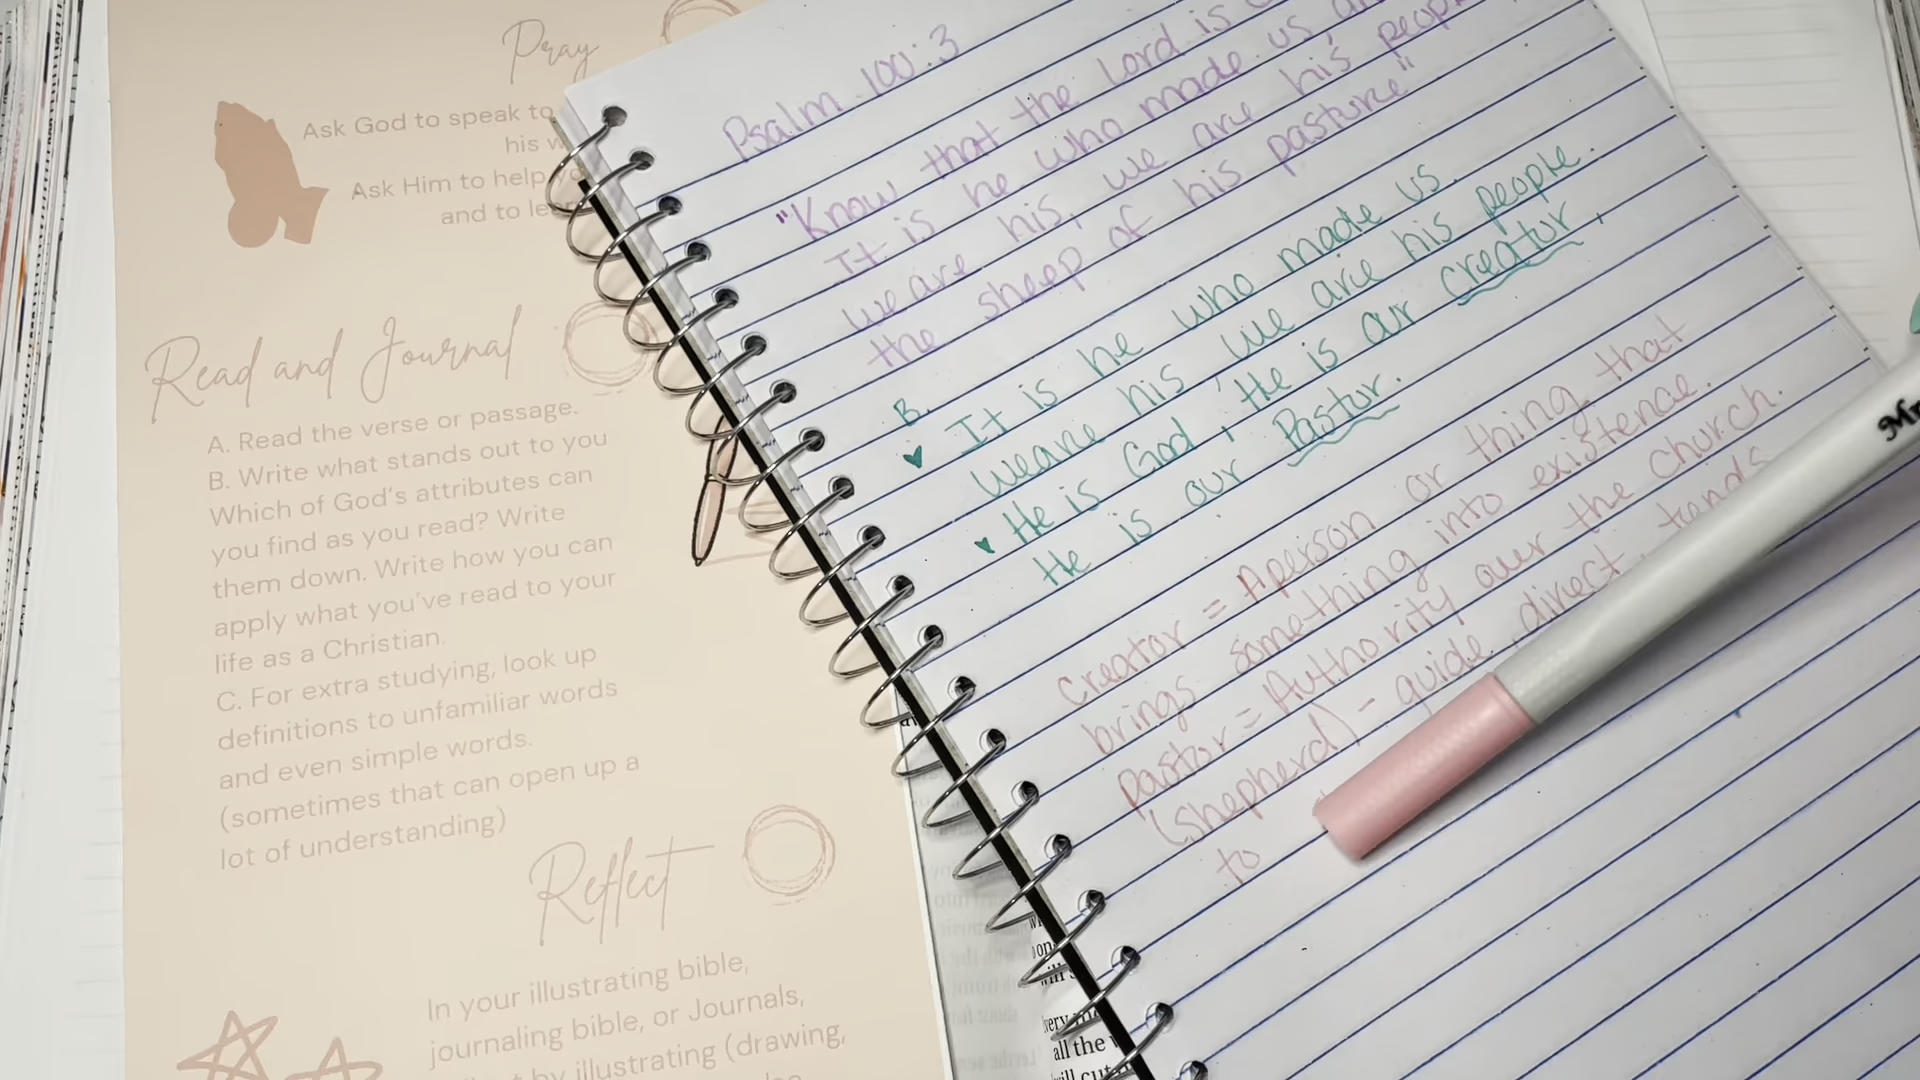 Pray
Ask God to speak to
his
Ask Him to help
and to
Read and Journal
A. Read the verse or passage.
B. Write what stands out to you
Which of God's attributes can
you find as you read? Write
them down. Write how you can
apply what you've read to your
life as a Christian.
C. For extra studying, look up
definitions to unfamiliar words
and even simple words.
(sometimes that can open up a
lot of understanding)
Reflect
In your illustrating bible,
journaling bible, or Journals,
by illustrating (drawing,
Psalm 100:3
"Know that the Lord is
It is he who made us,
we are his, we are his people
the sheep of his pasture"
B.
It is he who made us.
we are his, we are his people.
He is God, He is our creator,
He is our Pastor.
Creator = A person or thing that
brings something into existence.
pastor = Authority over the church.
(shepherd) - guide, direct, tends
to
all the